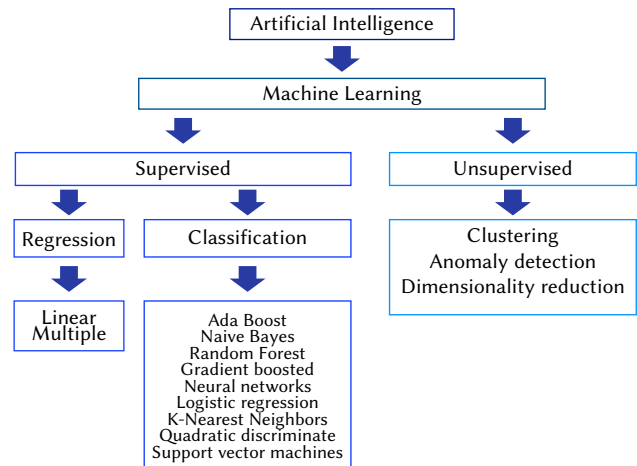 Artificial Intelligence
Machine Learning
Supervised
Unsupervised
Regression
Classification
Clustering
Anomaly detection
Dimensionality reduction
Linear
Multiple
Ada Boost
Naive Bayes
Random Forest
Gradient boosted
Neural networks
Logistic regression
K-Nearest Neighbors
Quadratic discriminate
Support vector machines